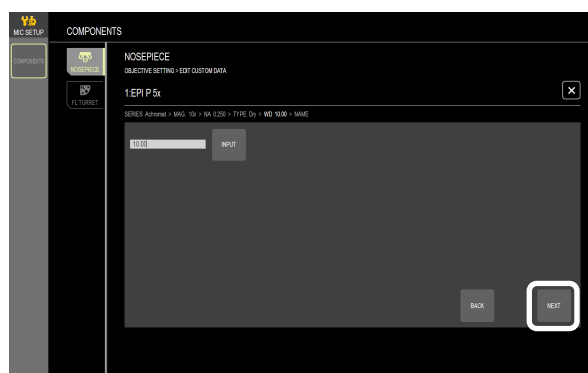 MIC SETUP
COMPONENTS
COMPONENTS
NOSEPIECE
FL TURRET
NOSEPIECE
OBJECTIVE SETTING > EDIT CUSTOM DATA
1:EPI P 5x
SERIES Achromat > MAG. 10x > NA 0.250 > TYPE Dry > WD 10.00 > NAME
10.00
INPUT
BACK
NEXT